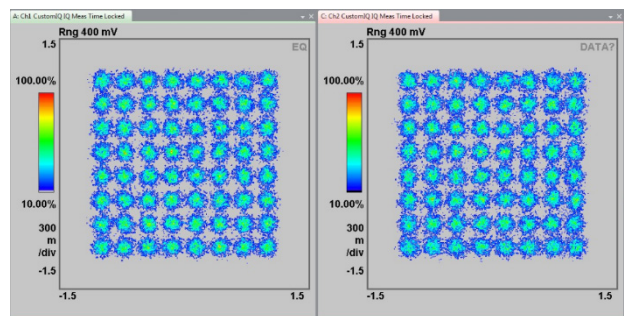 A: Ch1 CustomIQ IQ Meas Time Locked
Rng 400 mV
1.5
EQ
100.00%
10.00%
300
m
/div
-1.5
-1.5
1.5
C: Ch2 CustomIQ IQ Meas Time Locked
Rng 400 mV
1.5
DATA?
100.00%
10.00%
300
m
/div
-1.5
-1.5
1.5